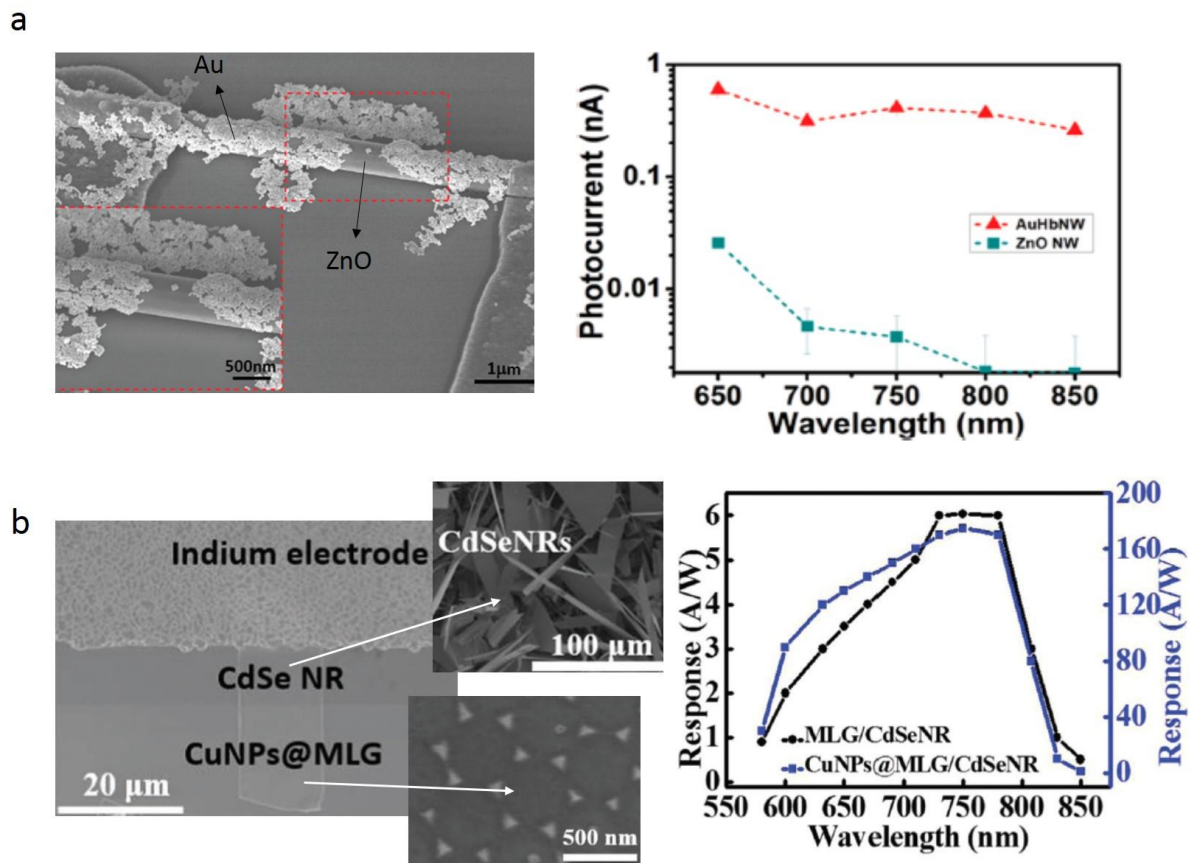 a
Au
ZnO
500nm
1μm
Photocurrent (nA)
1
0.1
0.01
AuHbNW
ZnO NW
650 700 750 800 850
Wavelength (nm)
b
Indium electrode
CdSe NR
CuNPs@MLG
20 μm
CdSeNRs
100 μm
500 nm
Response (A/W)
6
5
4
3
2
1
0
MLG/CdSeNR
CuNPs@MLG/CdSeNR
550 600 650 700 750 800 850
Wavelength (nm)
200
160
120
80
40
0
Response (A/W)